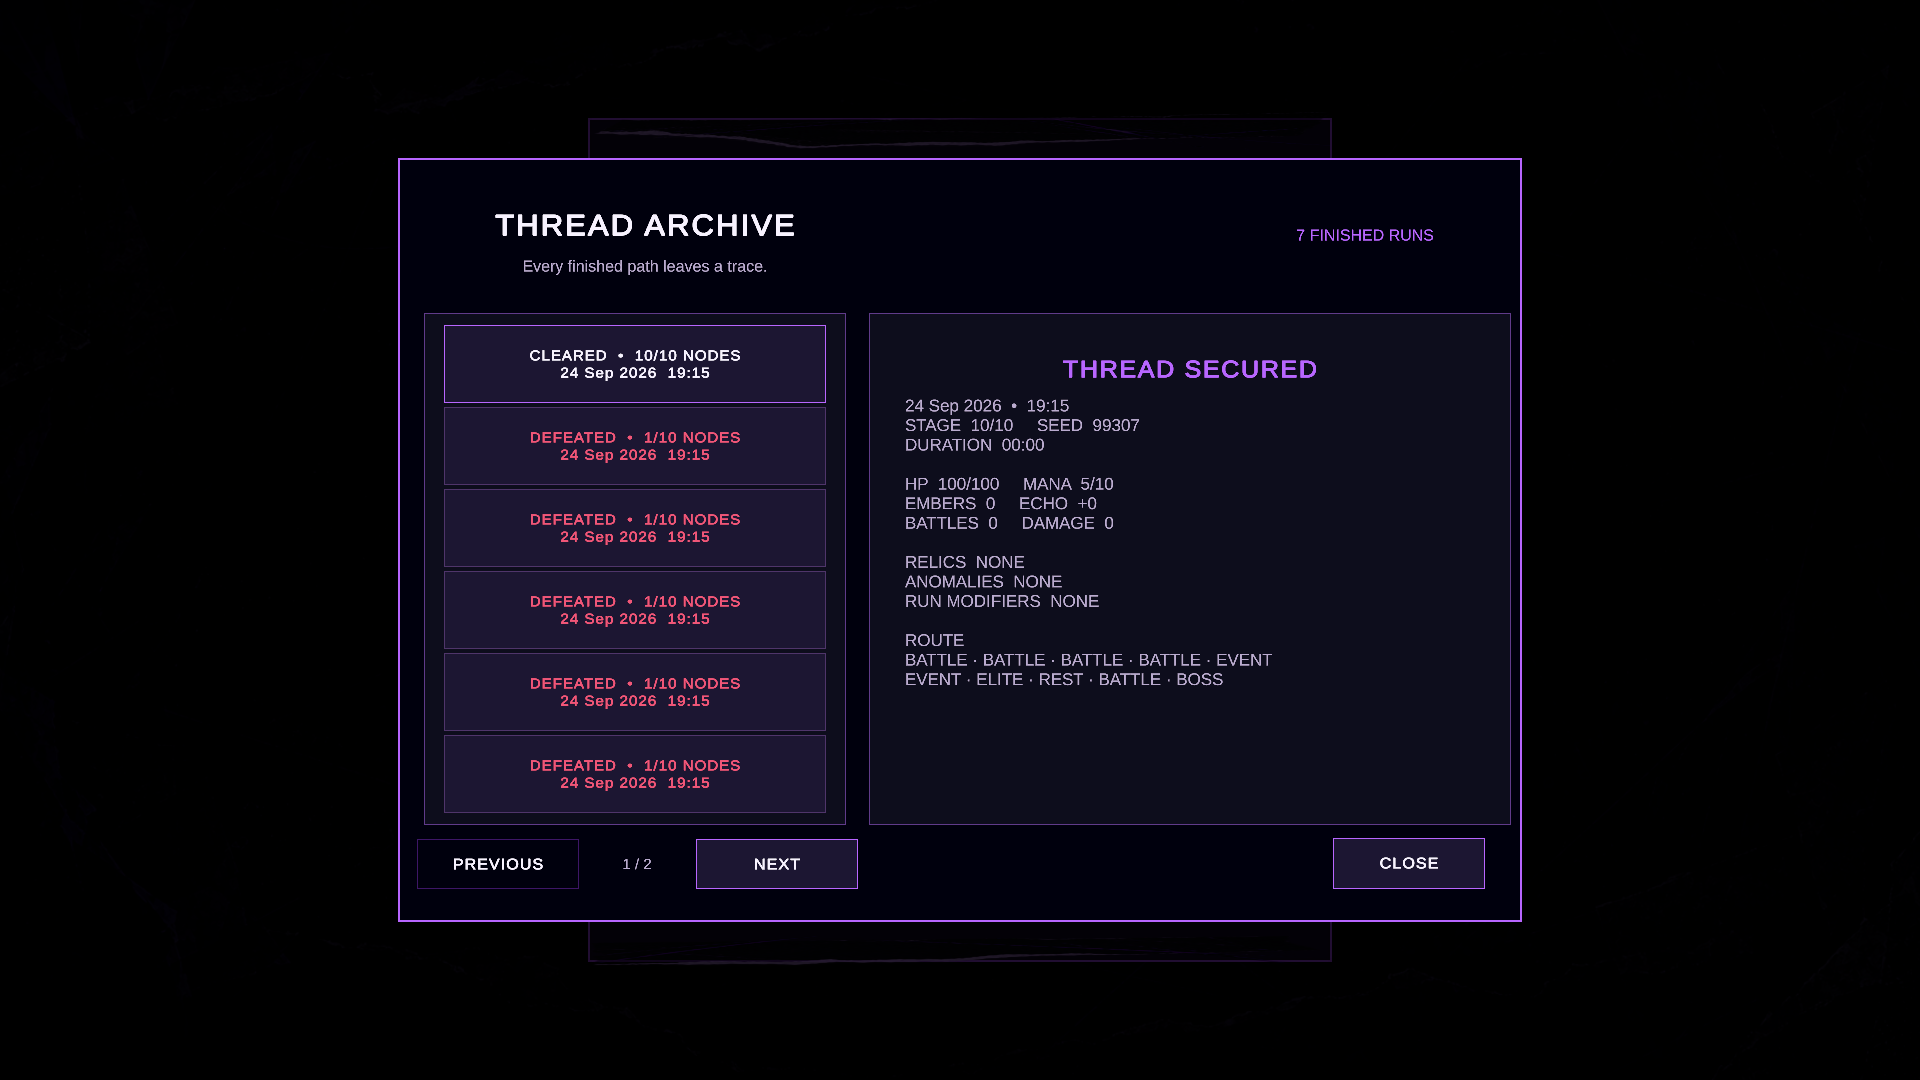 THREAD ARCHIVE
Every finished path leaves a trace.
7 FINISHED RUNS
CLEARED • 10/10 NODES
24 Sep 2026 19:15
DEFEATED • 1/10 NODES
24 Sep 2026 19:15
DEFEATED • 1/10 NODES
24 Sep 2026 19:15
DEFEATED • 1/10 NODES
24 Sep 2026 19:15
DEFEATED • 1/10 NODES
24 Sep 2026 19:15
DEFEATED • 1/10 NODES
24 Sep 2026 19:15
THREAD SECURED
24 Sep 2026 • 19:15
STAGE 10/10 SEED 99307
DURATION 00:00
HP 100/100 MANA 5/10
EMBERS 0 ECHO +0
BATTLES 0 DAMAGE 0
RELICS NONE
ANOMALIES NONE
RUN MODIFIERS NONE
ROUTE
BATTLE · BATTLE · BATTLE · BATTLE · EVENT
EVENT · ELITE · REST · BATTLE · BOSS
PREVIOUS
1 / 2
NEXT
CLOSE